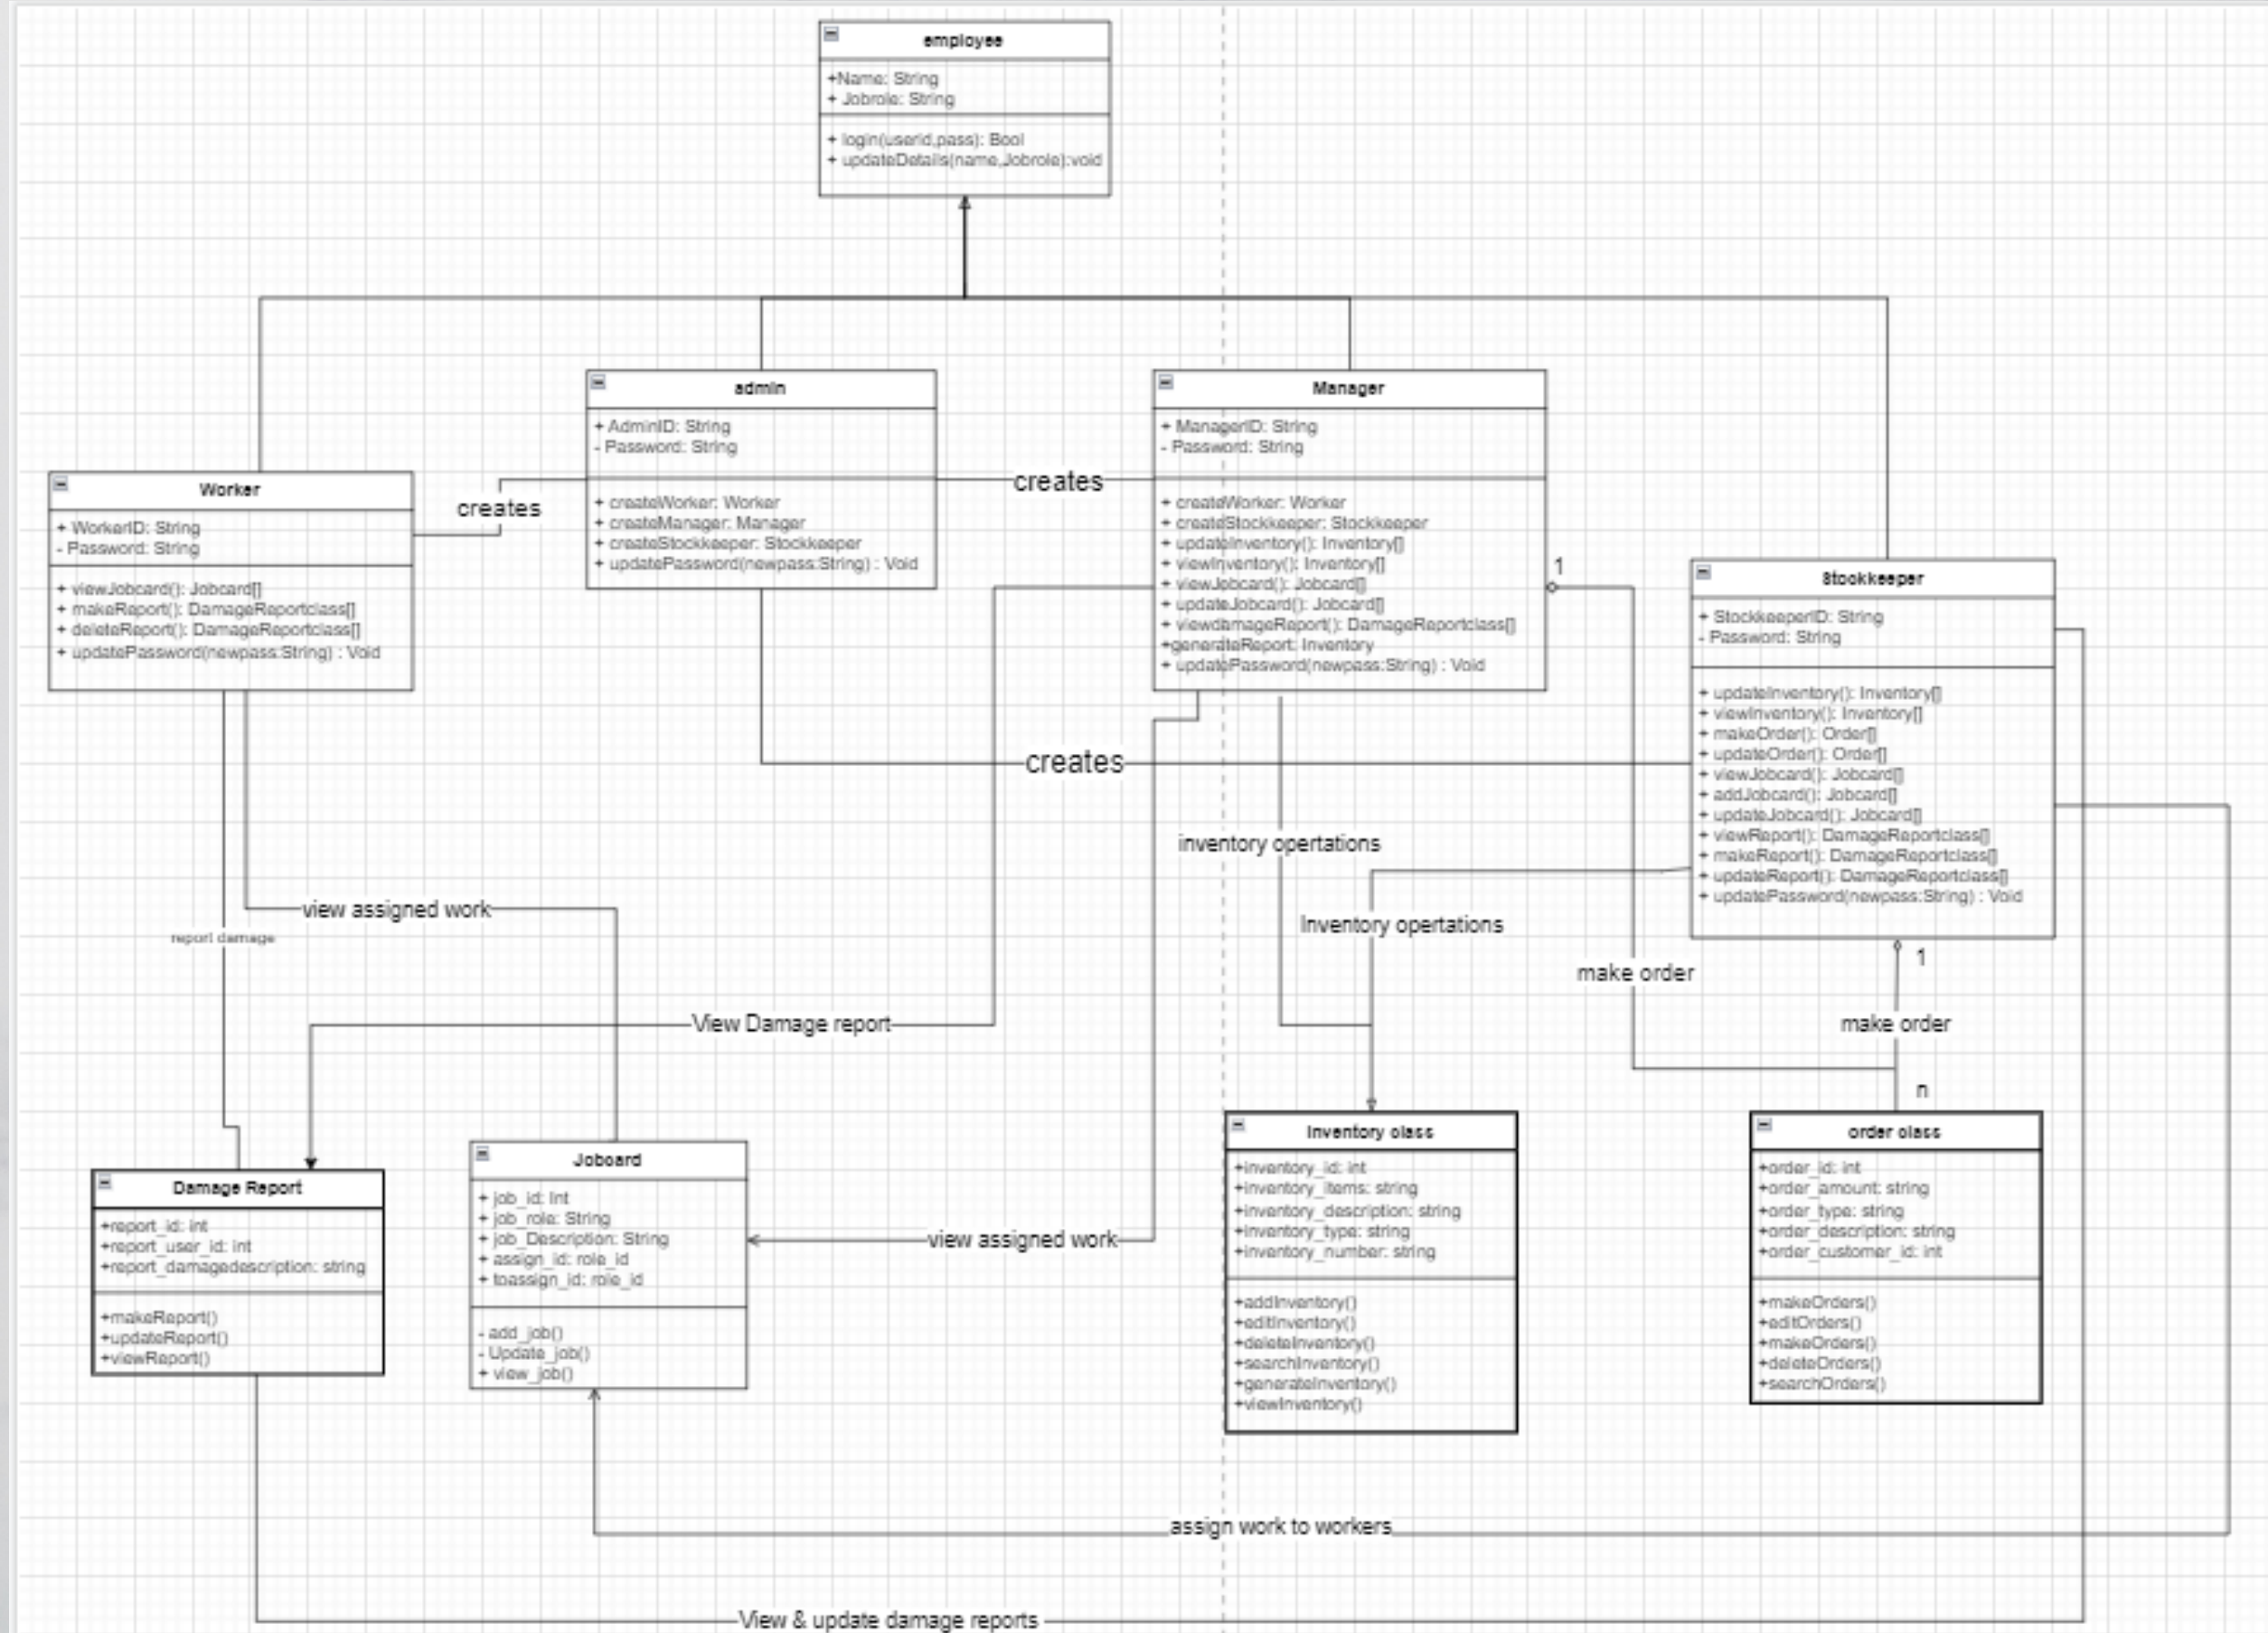 employee
+Name: String
+ Jobrole: String
+ login(userid,pass): Bool
+ updateDetails(name,Jobrole):void
admin
+ AdminID: String
- Password: String
+ createWorker: Worker
+ createManager: Manager
+ createStockkeeper: Stockkeeper
+ updatePassword(newpass:String) : Void
Manager
+ ManagerID: String
- Password: String
+ createWorker: Worker
+ createStockkeeper: Stockkeeper
+ updateInventory(): Inventory[]
+ viewInventory(): Inventory[]
+ viewJobcard(): Jobcard[]
+ updateJobcard(): Jobcard[]
+ viewdamageReport(): DamageReportclass[]
+generateReport: Inventory
+ updatePassword(newpass:String) : Void
Worker
+ WorkerID: String
- Password: String
+ viewJobcard(): Jobcard[]
+ makeReport(): DamageReportclass[]
+ deleteReport(): DamageReportclass[]
+ updatePassword(newpass:String) : Void
creates
creates
1
Stockkeeper
+ StockkeeperID: String
- Password: String
+ updateInventory(): Inventory[]
+ viewInventory(): Inventory[]
+ makeOrder(): Order[]
+ updateOrder(): Order[]
+ viewJobcard(): Jobcard[]
+ addJobcard(): Jobcard[]
+ updateJobcard(): Jobcard[]
+ viewReport(): DamageReportclass[]
+ makeReport(): DamageReportclass[]
+ updateReport(): DamageReportclass[]
+ updatePassword(newpass:String) : Void
creates
inventory opertations
view assigned work
Inventory opertations
report damage
1
make order
View Damage report
make order
n
Damage Report
+report_id: int
+report_user_id: int
+report_damagedescription: string
+makeReport()
+updateReport()
+viewReport()
Joboard
+ job_id: Int
+ job_role: String
+ job_Description: String
+ assign_id: role_id
+ toassign_id: role_id
- add_job()
- Update_job()
+ view_job()
view assigned work
Inventory class
+inventory_id: int
+inventory_items: string
+inventory_description: string
+inventory_type: string
+inventory_number: string
+addInventory()
+editInventory()
+deleteInventory()
+searchInventory()
+generateInventory()
+viewInventory()
order class
+order_id: int
+order_amount: string
+order_type: string
+order_description: string
+order_customer_id: int
+makeOrders()
+editOrders()
+makeOrders()
+deleteOrders()
+searchOrders()
assign work to workers
View & update damage reports